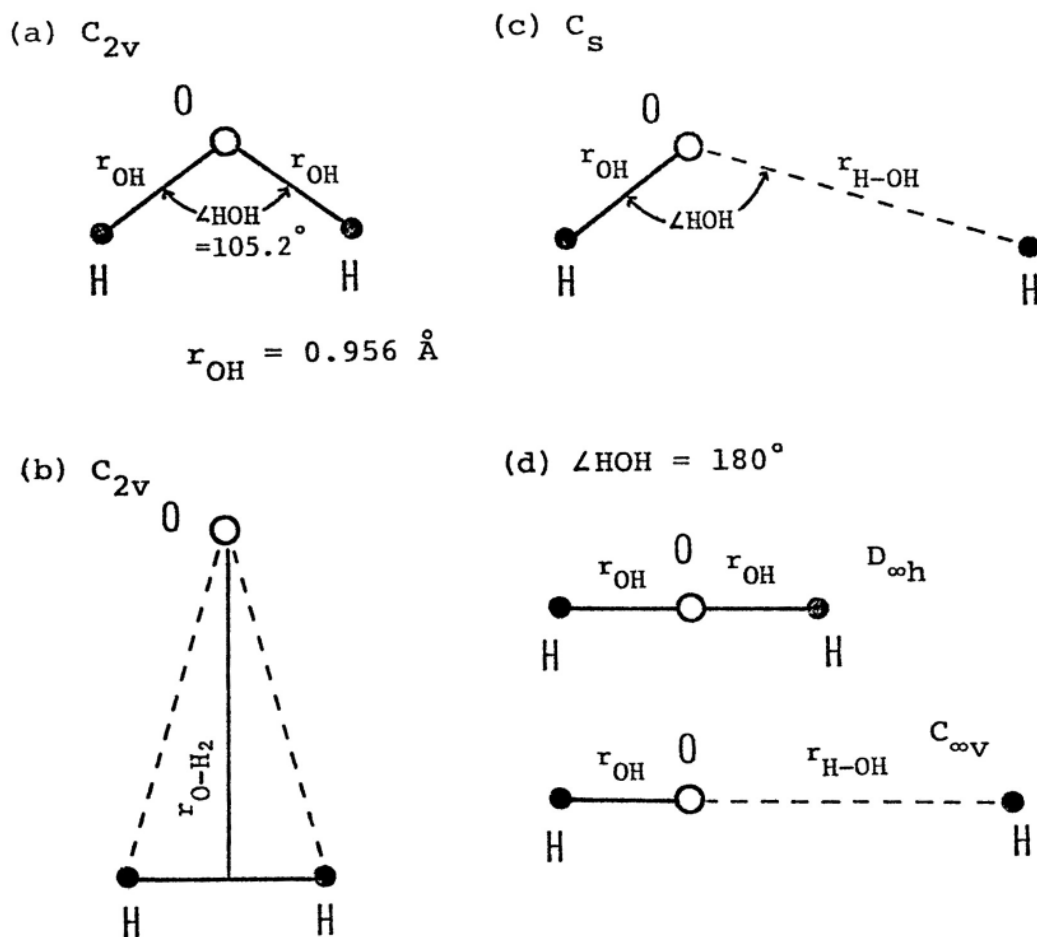 (a) C2v
O
rOH rOH
∠HOH
=105.2°
H H
rOH = 0.956 Å
(b) C2v
O
rO-H2
H H
(c) Cs
O
rOH rH-OH
∠HOH
H H
(d) ∠HOH = 180°
O
rOH rOH D∞h
H H
O
rOH rH-OH C∞v
H H